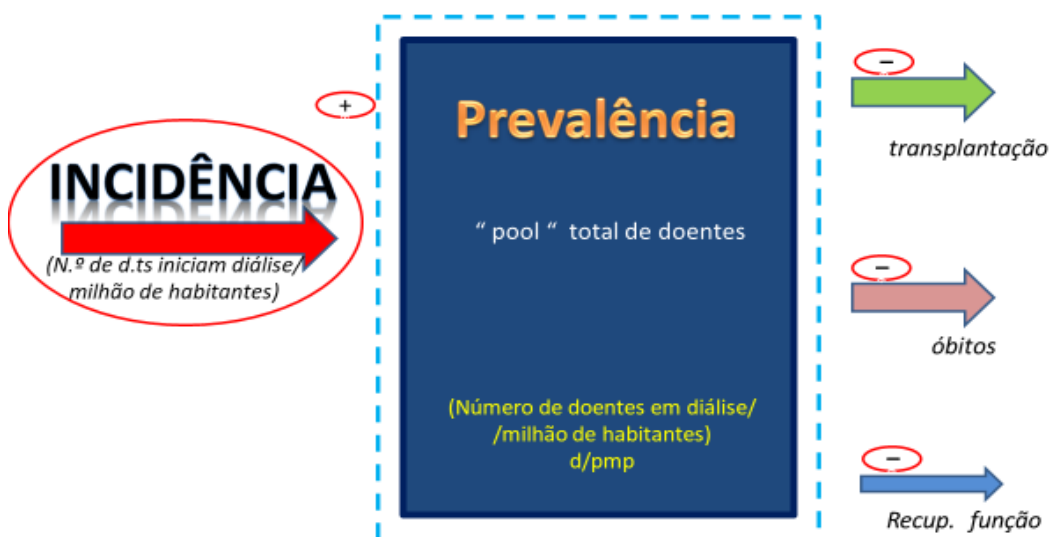 +
INCIDÊNCIA
(N.º de d.ts iniciam diálise/
milhão de habitantes)
Prevalência
“ pool “ total de doentes
(Número de doentes em diálise/
/milhão de habitantes)
d/pmp
–
transplantação
–
óbitos
–
Recup. função